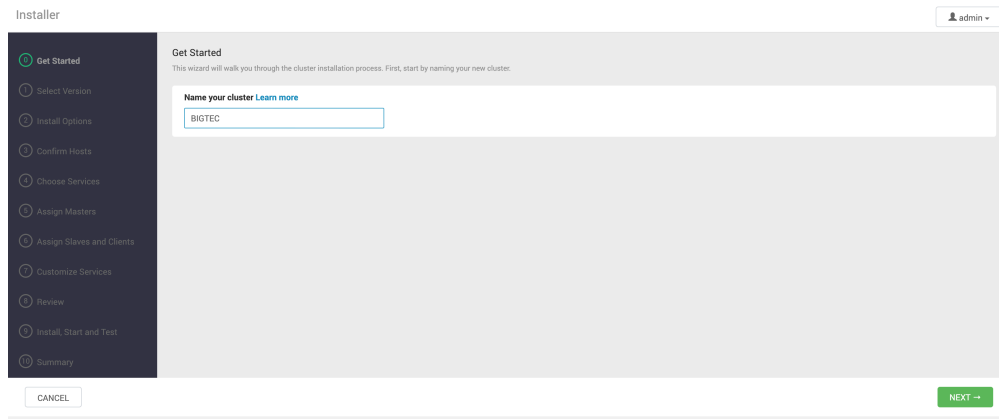 Installer
admin
0 Get Started
1 Select Version
2 Install Options
3 Confirm Hosts
4 Choose Services
5 Assign Masters
6 Assign Slaves and Clients
7 Customize Services
8 Review
9 Install, Start and Test
10 Summary
Get Started
This wizard will walk you through the cluster installation process. First, start by naming your new cluster.
Name your cluster Learn more
BIGTEC
CANCEL
NEXT →